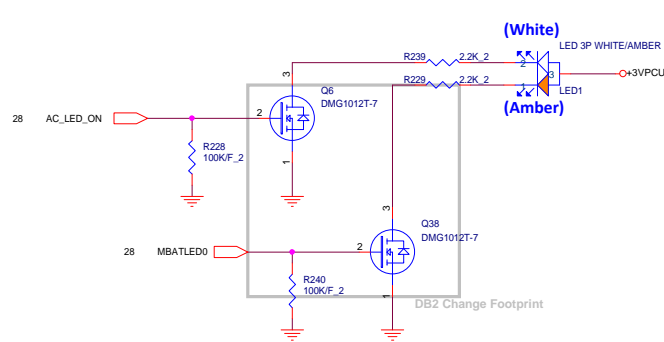 (White)
LED 3P WHITE/AMBER
R239
2.2K_2
2
3
+3VPCU
R229
2.2K_2
1
LED1
(Amber)
3
Q6
DMG1012T-7
28
AC_LED_ON
2
R228
100K/F_2
1
3
Q38
DMG1012T-7
28
MBATLED0
2
R240
100K/F_2
1
DB2 Change Footprint